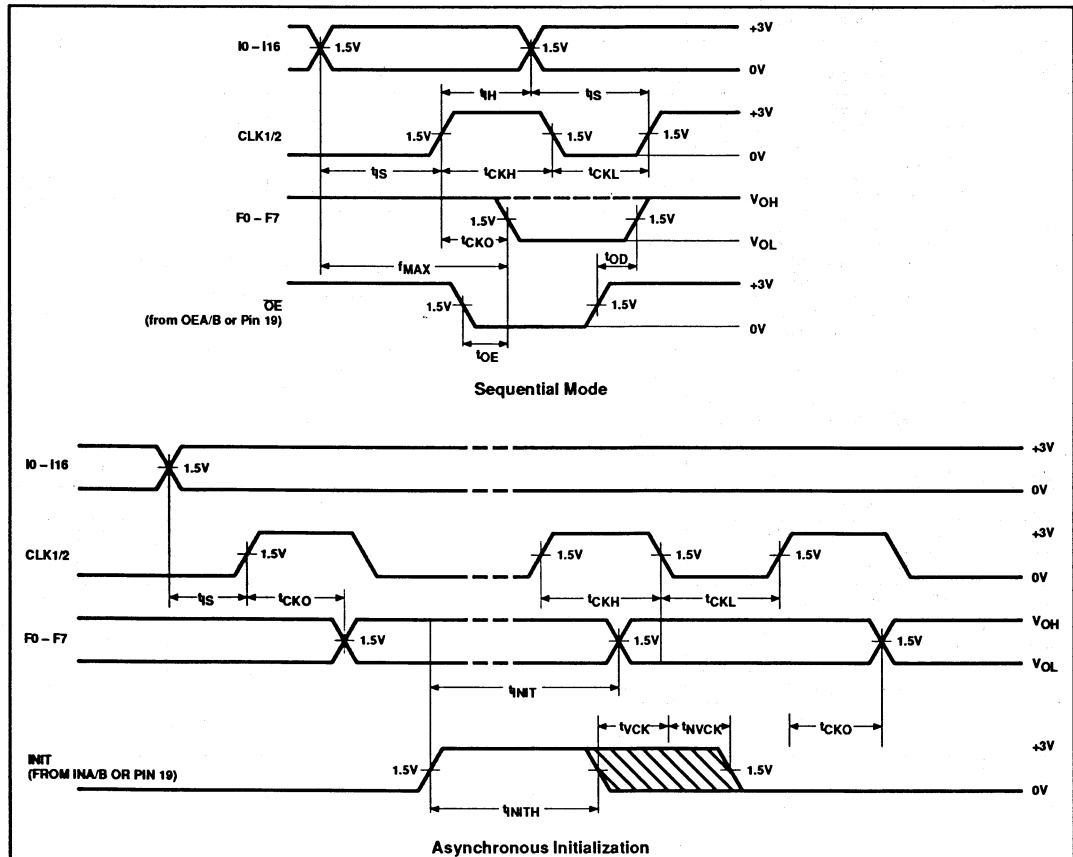 I0 – I16
1.5V
1.5V
+3V
0V
tIH
tIS
CLK1/2
1.5V
1.5V
1.5V
+3V
0V
tIS
tCKH
tCKL
F0 – F7
1.5V
1.5V
VOH
VOL
tCKO
tOD
fMAX
OE
(from OEA/B or Pin 19)
1.5V
1.5V
+3V
0V
tOE
Sequential Mode
I0 – I16
1.5V
+3V
0V
CLK1/2
1.5V
1.5V
1.5V
1.5V
+3V
0V
tIS
tCKO
tCKH
tCKL
F0 – F7
1.5V
1.5V
1.5V
VOH
VOL
tINIT
tVCK
tNVCK
tCKO
INIT
(FROM INA/B OR PIN 19)
1.5V
1.5V
+3V
0V
tINITH
Asynchronous Initialization